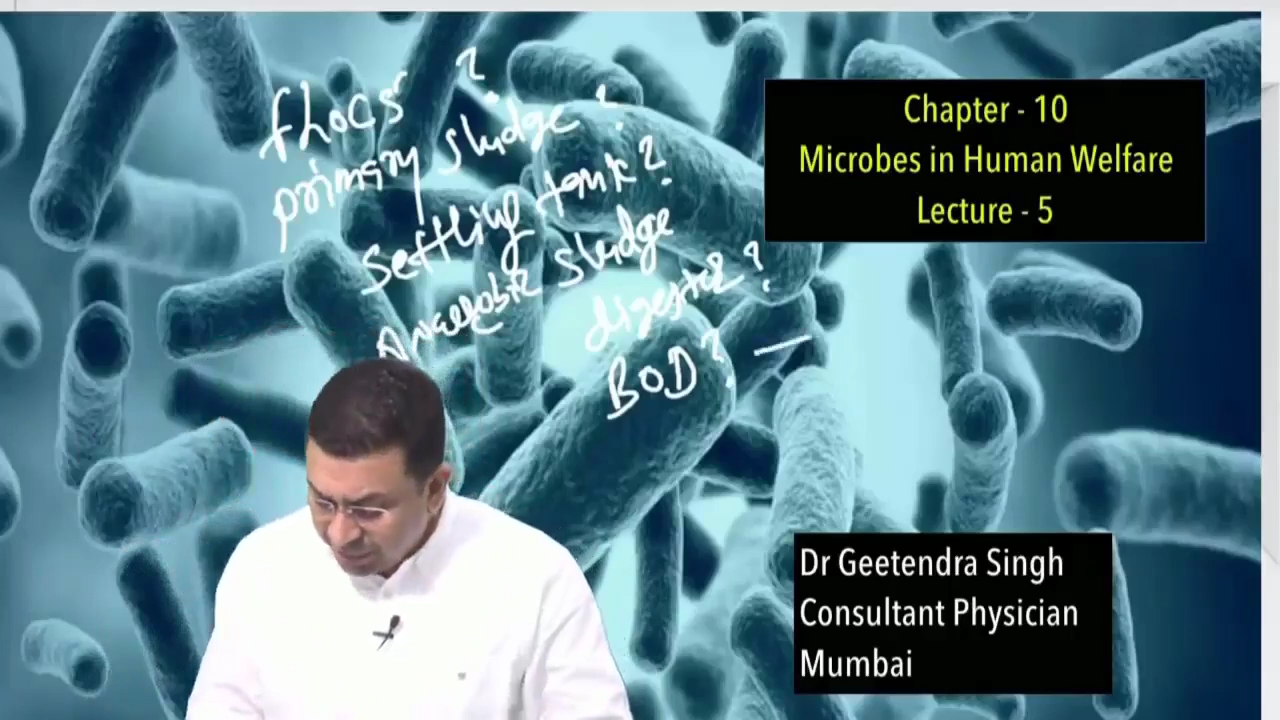 flocs ?
primary sludge ?
Settling tank ?
Anaerobic sludge
digester ?
BOD ? —
Chapter - 10
Microbes in Human Welfare
Lecture - 5
Dr Geetendra Singh
Consultant Physician
Mumbai